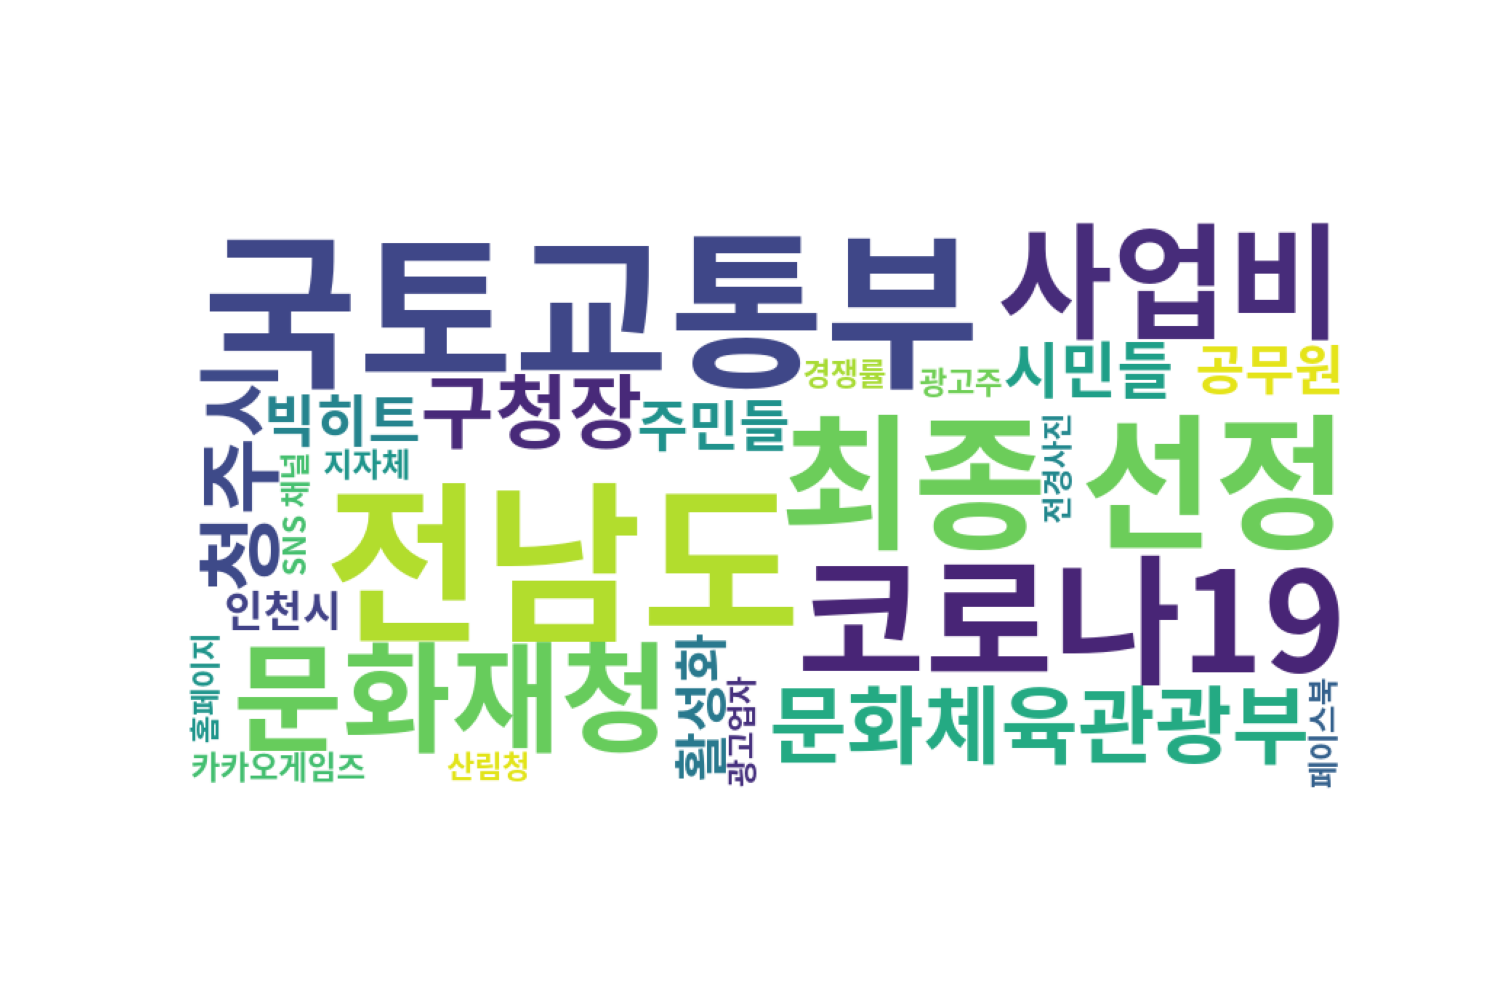 국토교통부
사업비
경쟁률
광고주
시민들
공무원
청주시
빅히트
구청장
주민들
최종 선정
전경사진
지자체
SNS 채널
전남도
코로나19
인천시
홈페이지
문화재청
활성화
광고업자
문화체육관광부
페이스북
카카오게임즈
산림청